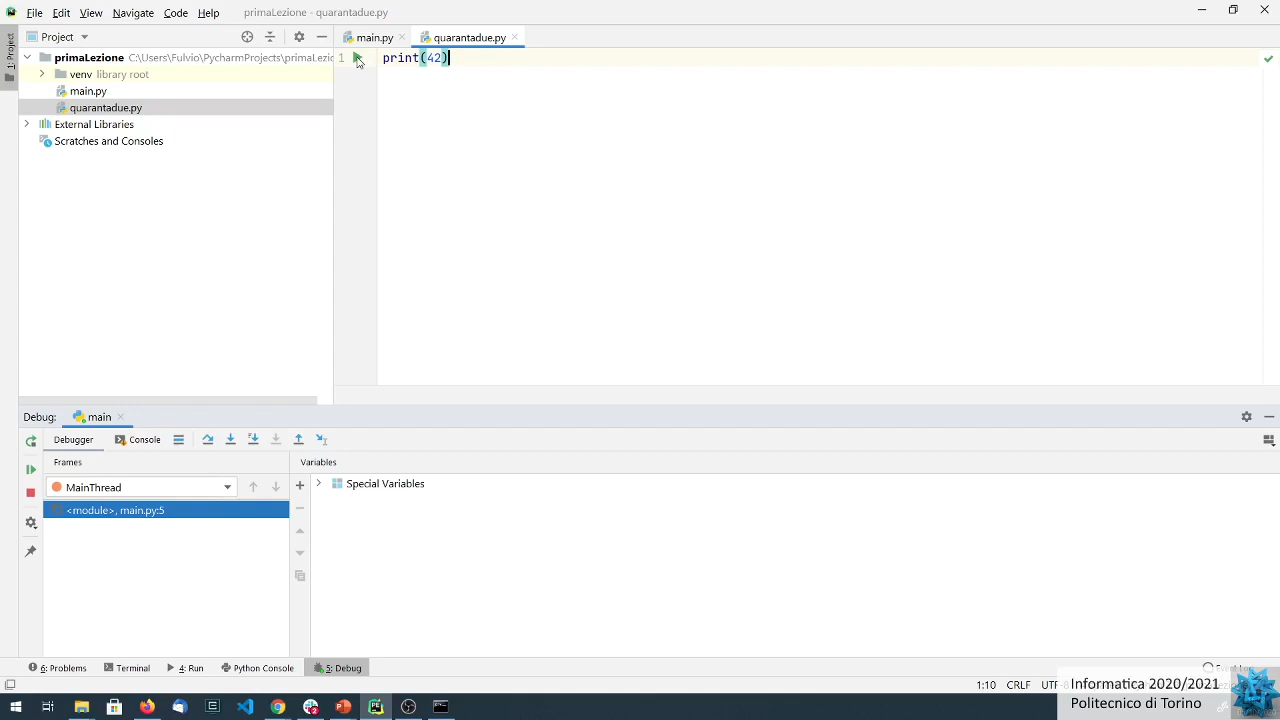 File Edit View Navigate Code Help primaLezione - quarantadue.py
1: Project
Project
main.py
quarantadue.py
primaLezione C:\Users\Fulvio\PycharmProjects\primaLezi
venv library root
main.py
quarantadue.py
External Libraries
Scratches and Consoles
1 print(42)
Debug: main
Debugger Console
Frames Variables
MainThread
Special Variables
<module>, main.py:5
6: Problems Terminal 4: Run Python Console 5: Debug
1:10 CRLF
Informatica 2020/2021
Politecnico di Torino